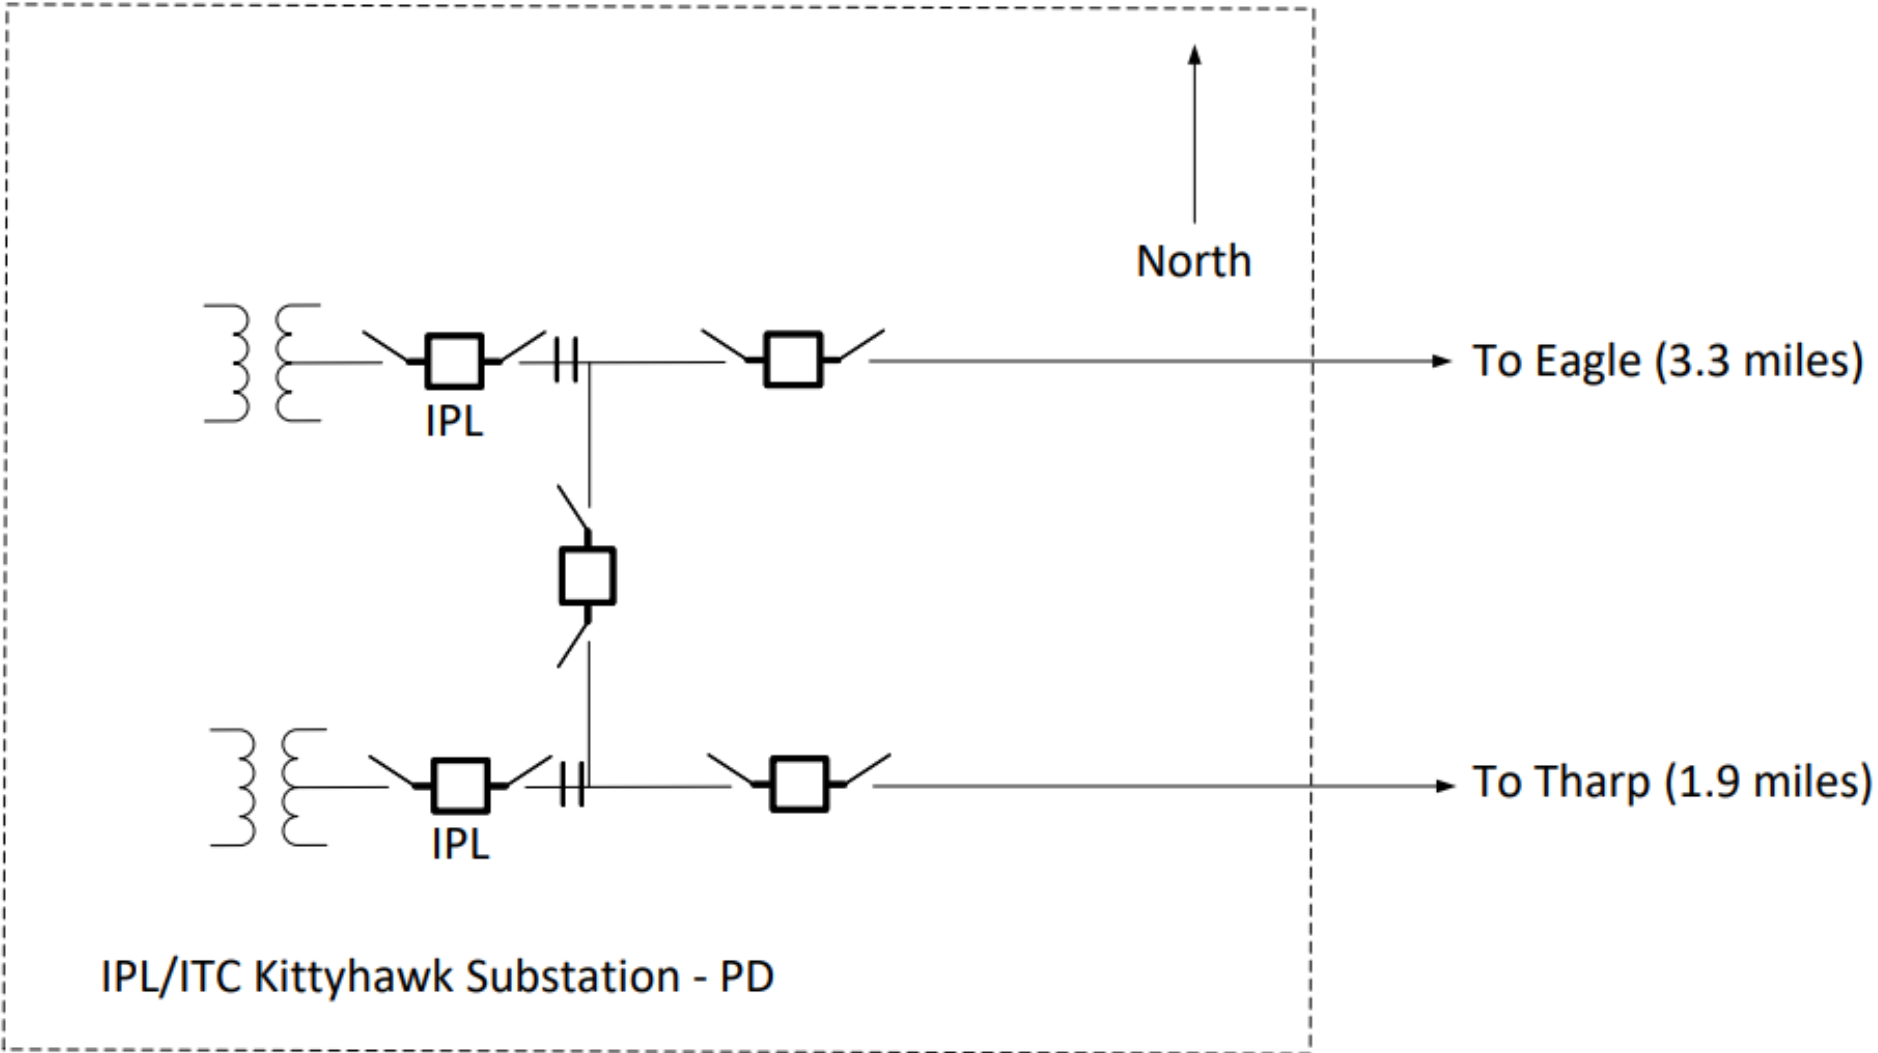 North
To Eagle (3.3 miles)
IPL
To Tharp (1.9 miles)
IPL
IPL/ITC Kittyhawk Substation - PD